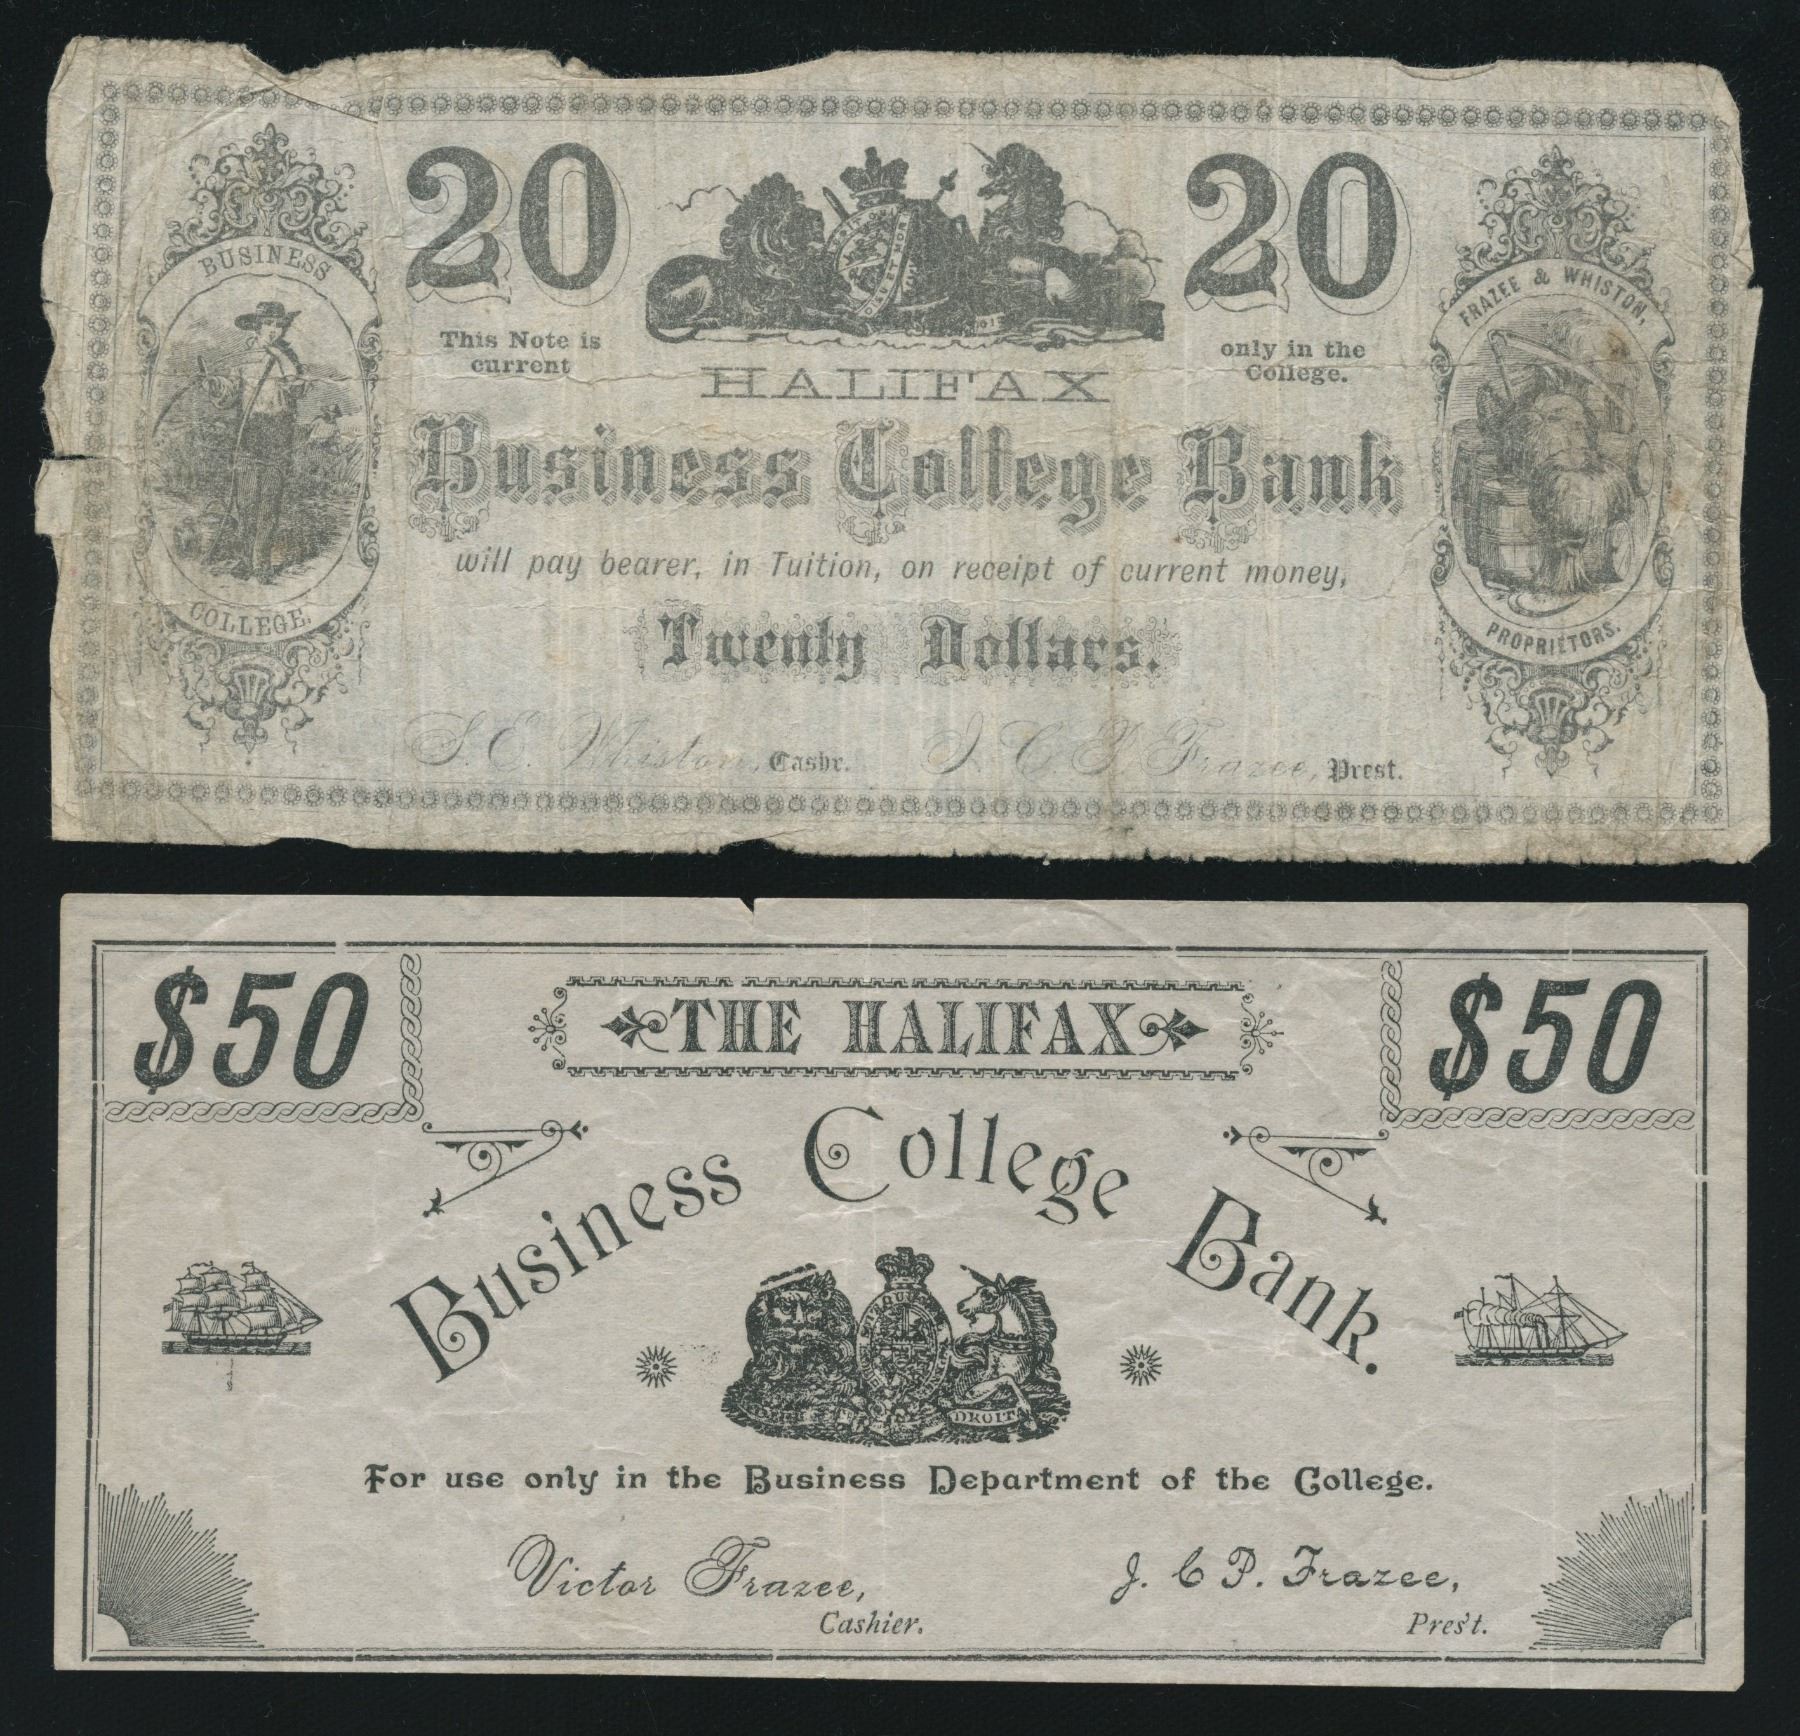 20
20
BUSINESS
COLLEGE.
FRAZEE & WHISTON,
PROPRIETORS.
This Note is
current
only in the
College.
HALIFAX
Business College Bank
will pay bearer, in Tuition, on receipt of current money,
Twenty Dollars.
S. E. Whiston, Cashr. J. C. P. Frazee, Prest.
$50
THE HALIFAX
$50
Business College Bank.
DROIT
For use only in the Business Department of the College.
Victor Frazee,
Cashier.
J. C P. Frazee,
Pres't.